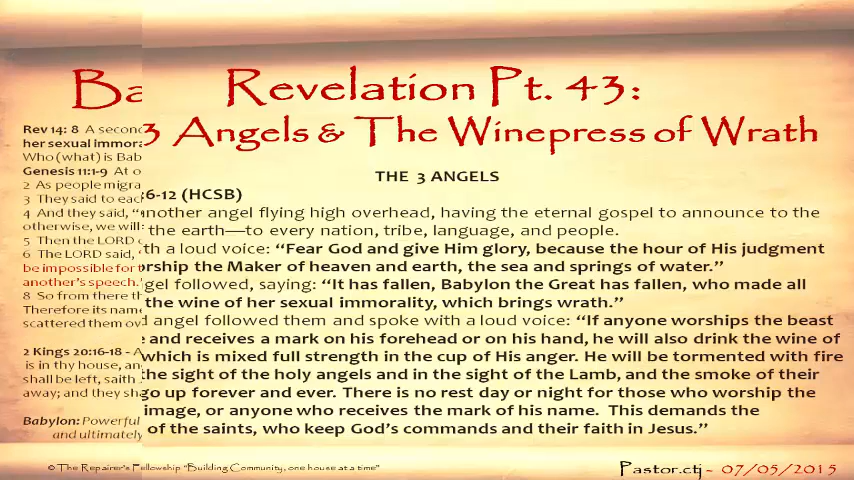 Ba
Rev 14: 8 A second
her sexual immora
Who (what) is Bab
Genesis 11:1-9 At o
2 As people migra
3 They said to eac
4 And they said, “
otherwise, we will
5 Then the LORD
6 The LORD said,
be impossible for
another's speech.
8 So from there th
Therefore its nam
scattered them ov
2 Kings 20:16-18 - A
is in thy house, an
shall be left, saith
away; and they sh
Babylon: Powerful
and ultimately
Revelation Pt. 43:
3 Angels & The Winepress of Wrath
THE 3 ANGELS
:6-12 (HCSB)
another angel flying high overhead, having the eternal gospel to announce to the
the earth—to every nation, tribe, language, and people.
th a loud voice: “Fear God and give Him glory, because the hour of His judgment
orship the Maker of heaven and earth, the sea and springs of water.”
gel followed, saying: “It has fallen, Babylon the Great has fallen, who made all
the wine of her sexual immorality, which brings wrath.”
d angel followed them and spoke with a loud voice: “If anyone worships the beast
and receives a mark on his forehead or on his hand, he will also drink the wine of
which is mixed full strength in the cup of His anger. He will be tormented with fire
the sight of the holy angels and in the sight of the Lamb, and the smoke of their
go up forever and ever. There is no rest day or night for those who worship the
image, or anyone who receives the mark of his name. This demands the
of the saints, who keep God’s commands and their faith in Jesus.”
© The Repairer's Fellowship "Building Community, one house at a time"
Pastor.ctj - 07/05/2015